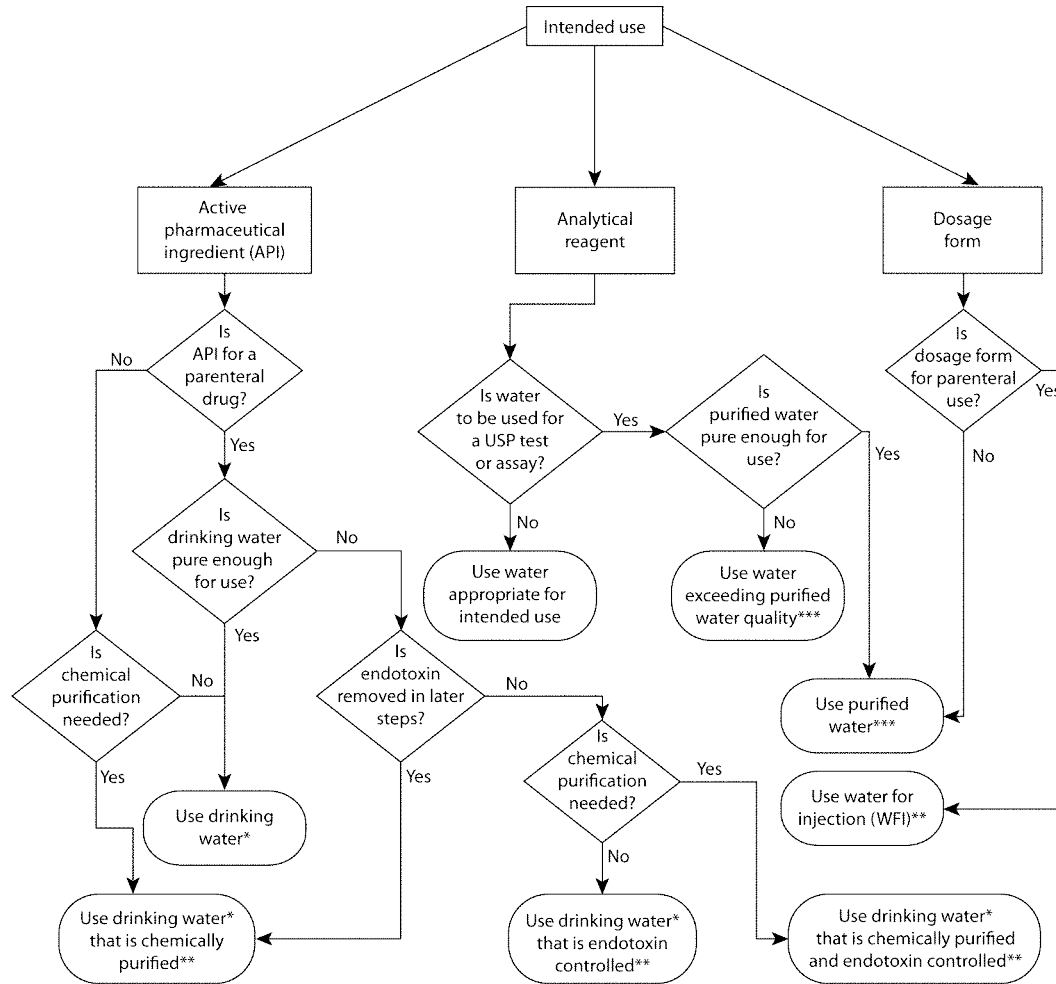 Intended use
Active
pharmaceutical
ingredient (API)
Analytical
reagent
Dosage
form
Is
API for a
parenteral
drug?
No
Yes
Is
dosage form
for parenteral
use?
Yes
No
Is water
to be used for
a USP test
or assay?
Yes
No
Is
purified water
pure enough for
use?
Yes
No
Is
drinking water
pure enough
for use?
No
Yes
Use water
appropriate for
intended use
Use water
exceeding purified
water quality***
Is
chemical
purification
needed?
No
Yes
Is
endotoxin
removed in later
steps?
No
Yes
Use purified
water***
Is
chemical
purification
needed?
Yes
No
Use drinking
water*
Use water for
injection (WFI)**
Use drinking water*
that is chemically
purified**
Use drinking water*
that is endotoxin
controlled**
Use drinking water*
that is chemically purified
and endotoxin controlled**